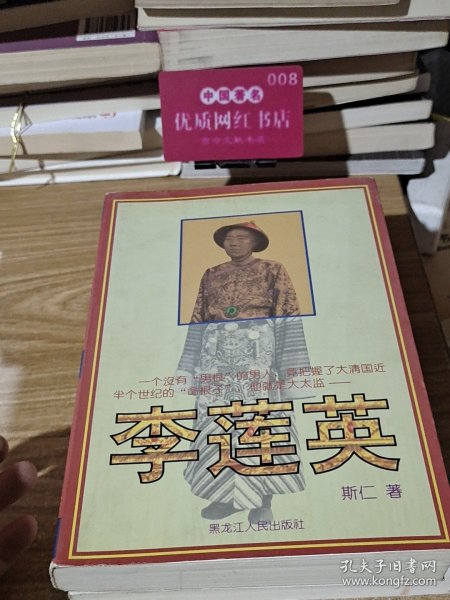 008
中国著名
优质网红书店
一个沒有“男根”的男人,竟把握了大清国近
半个世纪的“命根子”,他就是大太监——
李莲英
斯仁 著
黑龙江人民出版社
孔夫子旧书网
www.kongfz.com